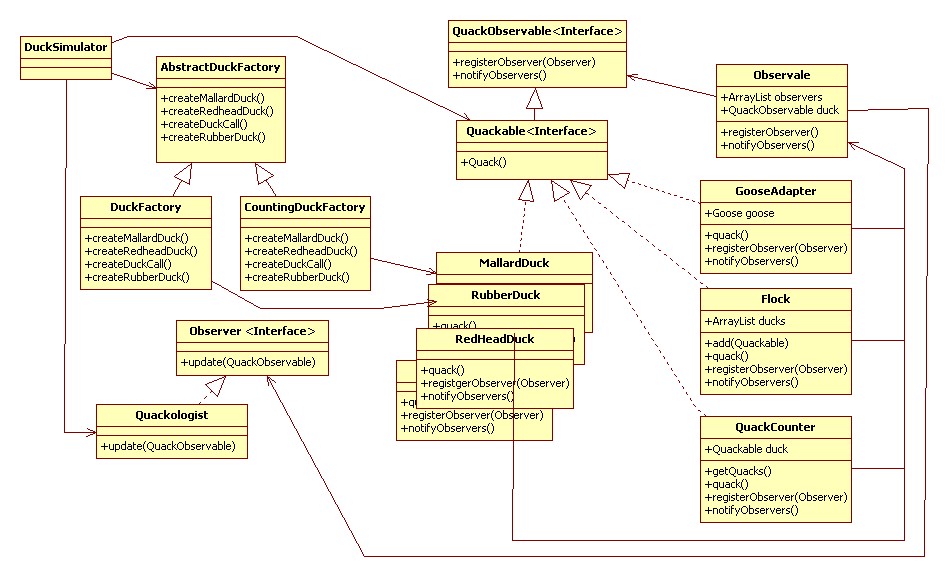 DuckSimulator
AbstractDuckFactory
+createMallardDuck()
+createRedheadDuck()
+createDuckCall()
+createRubberDuck()
QuackObservable<Interface>
+registerObserver(Observer)
+notifyObservers()
Observale
+ArrayList observers
+QuackObservable duck
+registerObserver()
+notifyObservers()
Quackable<Interface>
+Quack()
DuckFactory
+createMallardDuck()
+createRedheadDuck()
+createDuckCall()
+createRubberDuck()
CountingDuckFactory
+createMallardDuck()
+createRedheadDuck()
+createDuckCall()
+createRubberDuck()
GooseAdapter
+Goose goose
+quack()
+registerObserver(Observer)
+notifyObservers()
MallardDuck
RubberDuck
+quack()
RedHeadDuck
+quack()
+registgerObserver(Observer)
+notifyObservers()
+registerObserver(Observer)
+notifyObservers()
Flock
+ArrayList ducks
+add(Quackable)
+quack()
+registerObserver(Observer)
+notifyObservers()
Observer <Interface>
+update(QuackObservable)
Quackologist
+update(QuackObservable)
QuackCounter
+Quackable duck
+getQuacks()
+quack()
+registerObserver(Observer)
+notifyObservers()